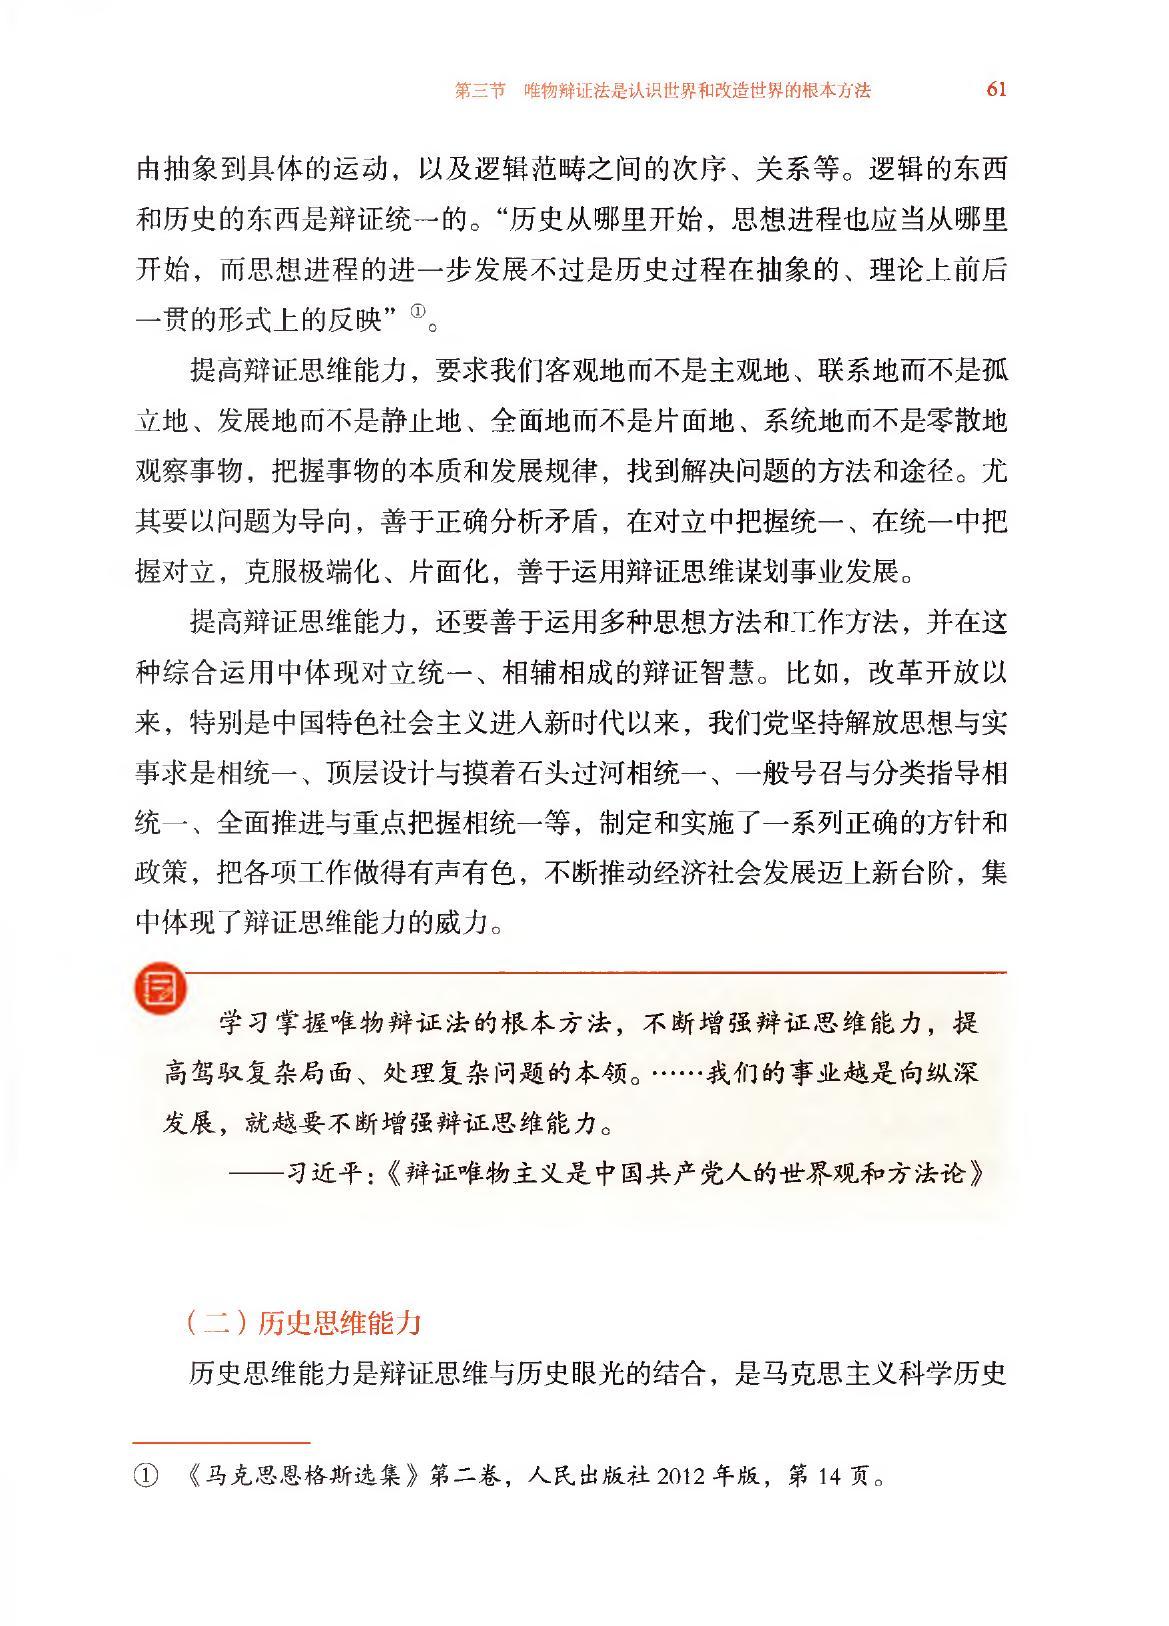 第三节 唯物辩证法是认识世界和改造世界的根本方法 61
由抽象到具体的运动，以及逻辑范畴之间的次序、关系等。逻辑的东西
和历史的东西是辩证统一的。“历史从哪里开始，思想进程也应当从哪里
开始，而思想进程的进一步发展不过是历史过程在抽象的、理论上前后
一贯的形式上的反映”①。
提高辩证思维能力，要求我们客观地而不是主观地、联系地而不是孤
立地、发展地而不是静止地、全面地而不是片面地、系统地而不是零散地
观察事物，把握事物的本质和发展规律，找到解决问题的方法和途径。尤
其要以问题为导向，善于正确分析矛盾，在对立中把握统一、在统一中把
握对立，克服极端化、片面化，善于运用辩证思维谋划事业发展。
提高辩证思维能力，还要善于运用多种思想方法和工作方法，并在这
种综合运用中体现对立统一、相辅相成的辩证智慧。比如，改革开放以
来，特别是中国特色社会主义进入新时代以来，我们党坚持解放思想与实
事求是相统一、顶层设计与摸着石头过河相统一、一般号召与分类指导相
统一、全面推进与重点把握相统一等，制定和实施了一系列正确的方针和
政策，把各项工作做得有声有色，不断推动经济社会发展迈上新台阶，集
中体现了辩证思维能力的威力。
学习掌握唯物辩证法的根本方法，不断增强辩证思维能力，提
高驾驭复杂局面、处理复杂问题的本领。……我们的事业越是向纵深
发展，就越要不断增强辩证思维能力。
——习近平：《辩证唯物主义是中国共产党人的世界观和方法论》
（二）历史思维能力
历史思维能力是辩证思维与历史眼光的结合，是马克思主义科学历史
① 《马克思恩格斯选集》第二卷，人民出版社 2012 年版，第 14 页。